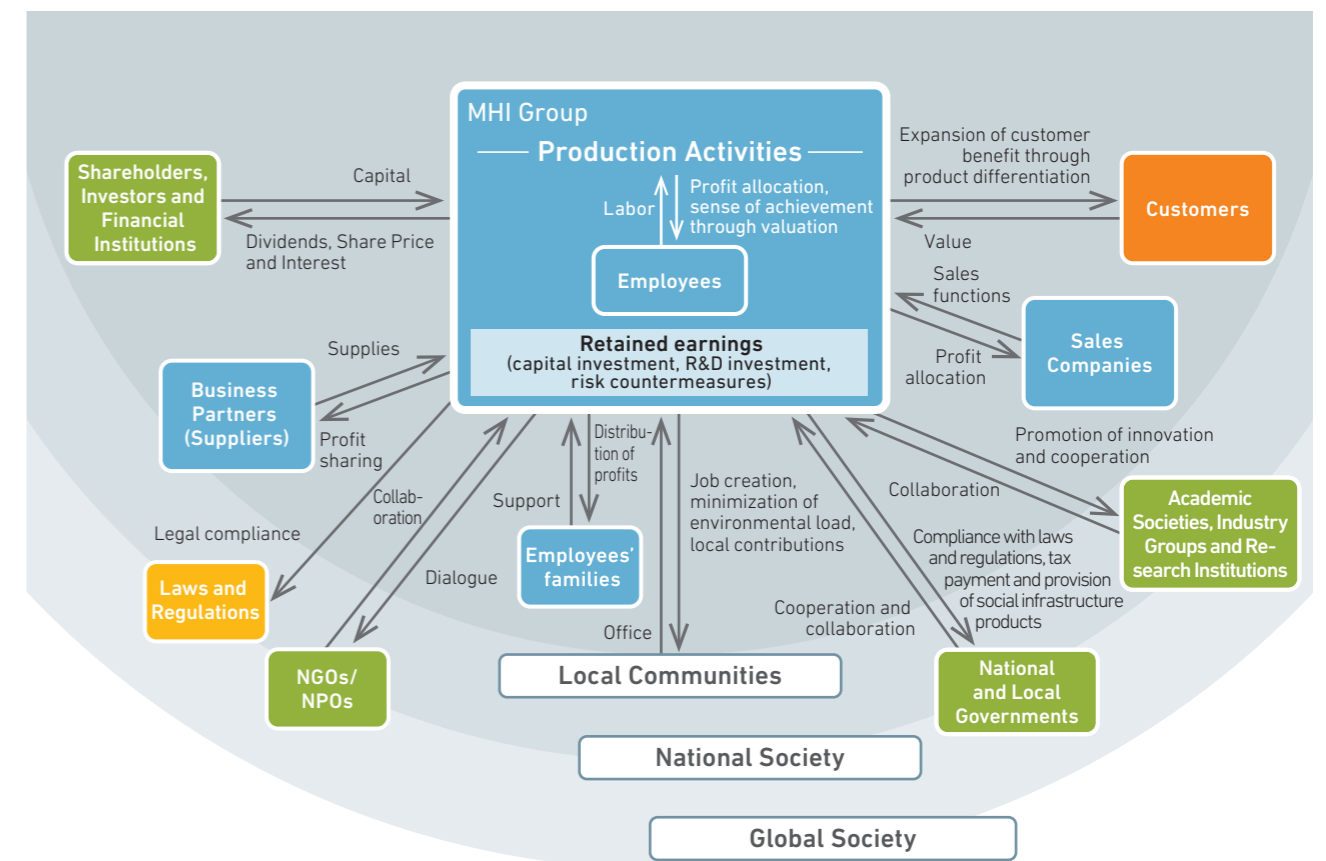 MHI Group
Production Activities
Labor
Profit allocation,
sense of achievement
through valuation
Employees
Retained earnings
(capital investment, R&D investment,
risk countermeasures)
Shareholders,
Investors and
Financial
Institutions
Capital
Dividends, Share Price
and Interest
Expansion of customer
benefit through
product differentiation
Customers
Value
Sales
functions
Profit
allocation
Sales
Companies
Business
Partners
(Suppliers)
Supplies
Profit
sharing
Legal compliance
Laws and
Regulations
Collab-
oration
Dialogue
NGOs/
NPOs
Support
Distribu-
tion of
profits
Employees’
families
Job creation,
minimization of
environmental load,
local contributions
Office
Local Communities
Promotion of innovation
and cooperation
Collaboration
Academic
Societies, Industry
Groups and Re-
search Institutions
Compliance with laws
and regulations, tax
payment and provision
of social infrastructure
products
Cooperation and
collaboration
National
and Local
Governments
National Society
Global Society